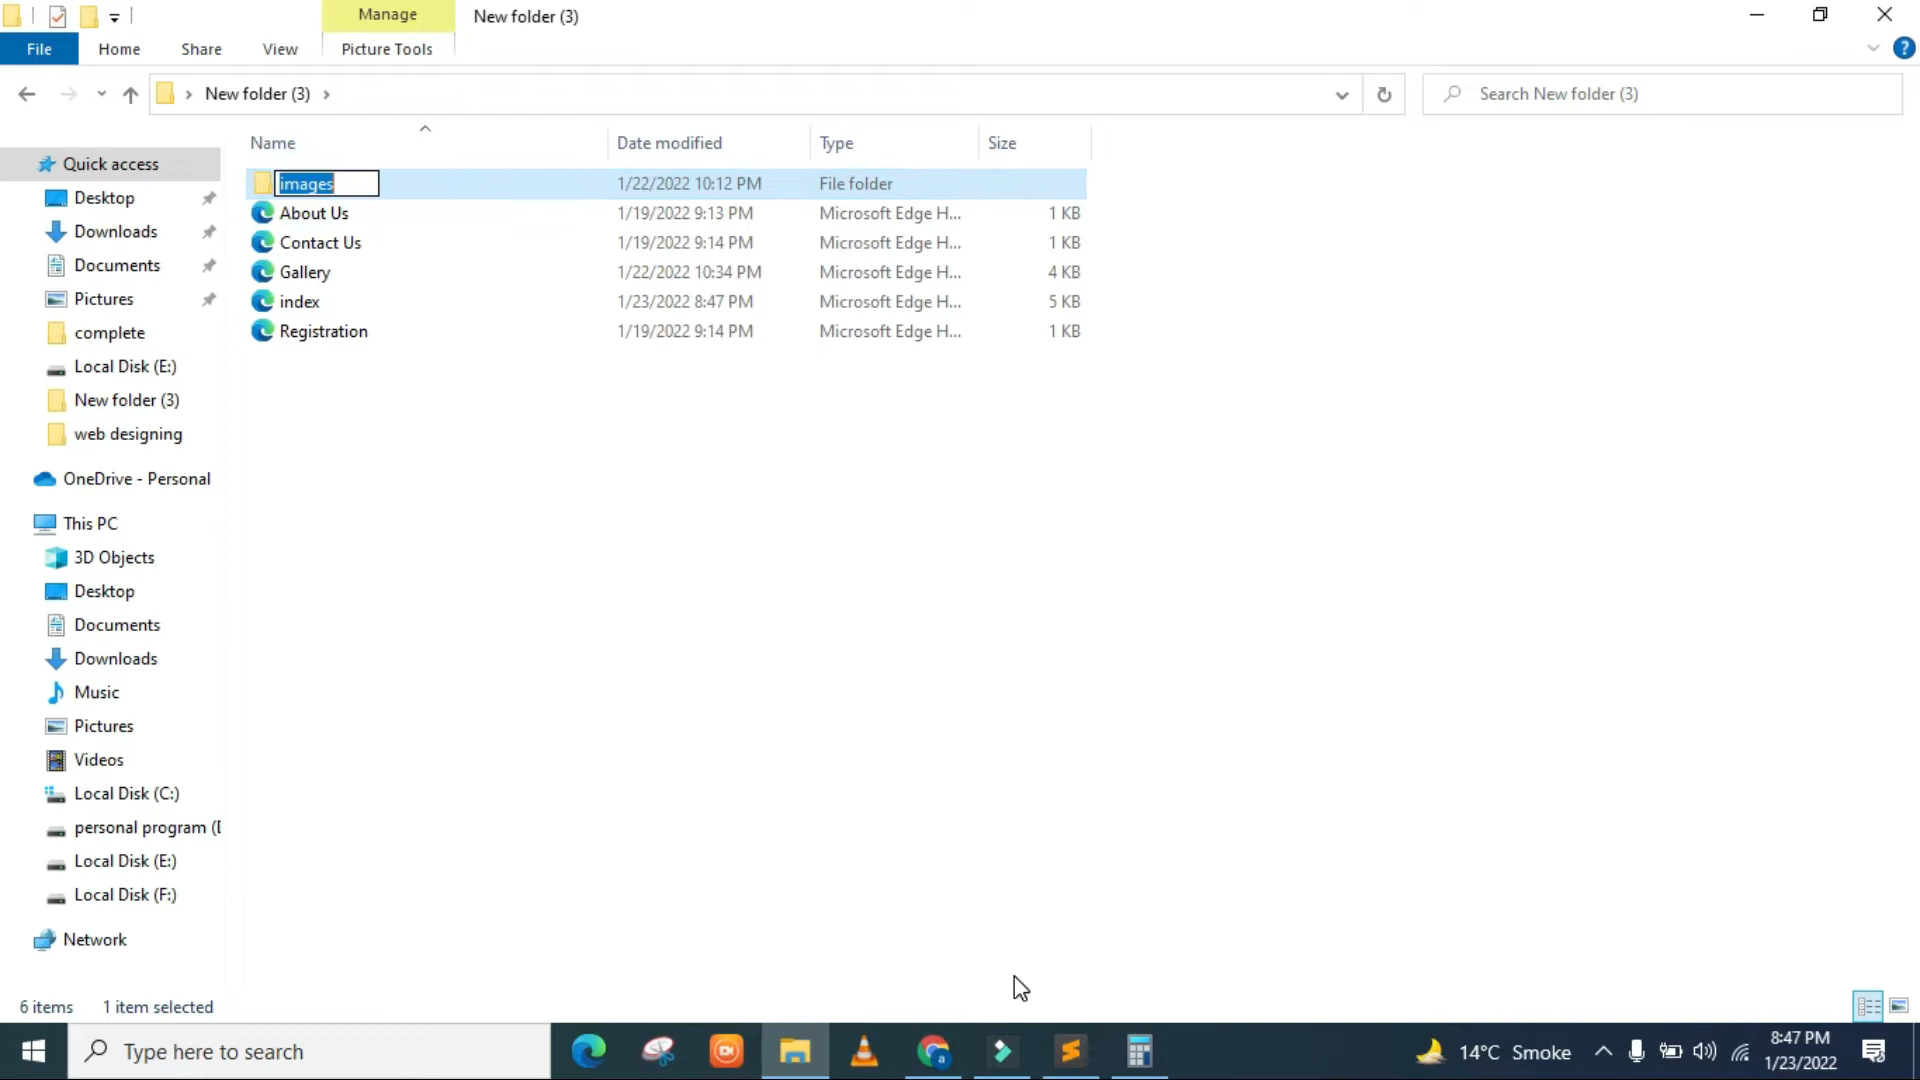 Manage
New folder (3)
File
Home
Share
View
Picture Tools
New folder (3)
Search New folder (3)
Name
Date modified
Type
Size
Quick access
images
1/22/2022 10:12 PM
File folder
Desktop
About Us
1/19/2022 9:13 PM
Microsoft Edge H...
1 KB
Downloads
Contact Us
1/19/2022 9:14 PM
Microsoft Edge H...
1 KB
Documents
Gallery
1/22/2022 10:34 PM
Microsoft Edge H...
4 KB
Pictures
index
1/23/2022 8:47 PM
Microsoft Edge H...
5 KB
complete
Registration
1/19/2022 9:14 PM
Microsoft Edge H...
1 KB
Local Disk (E:)
New folder (3)
web designing
OneDrive - Personal
This PC
3D Objects
Desktop
Documents
Downloads
Music
Pictures
Videos
Local Disk (C:)
personal program (
Local Disk (E:)
Local Disk (F:)
Network
6 items
1 item selected
Type here to search
14°C Smoke
8:47 PM
1/23/2022